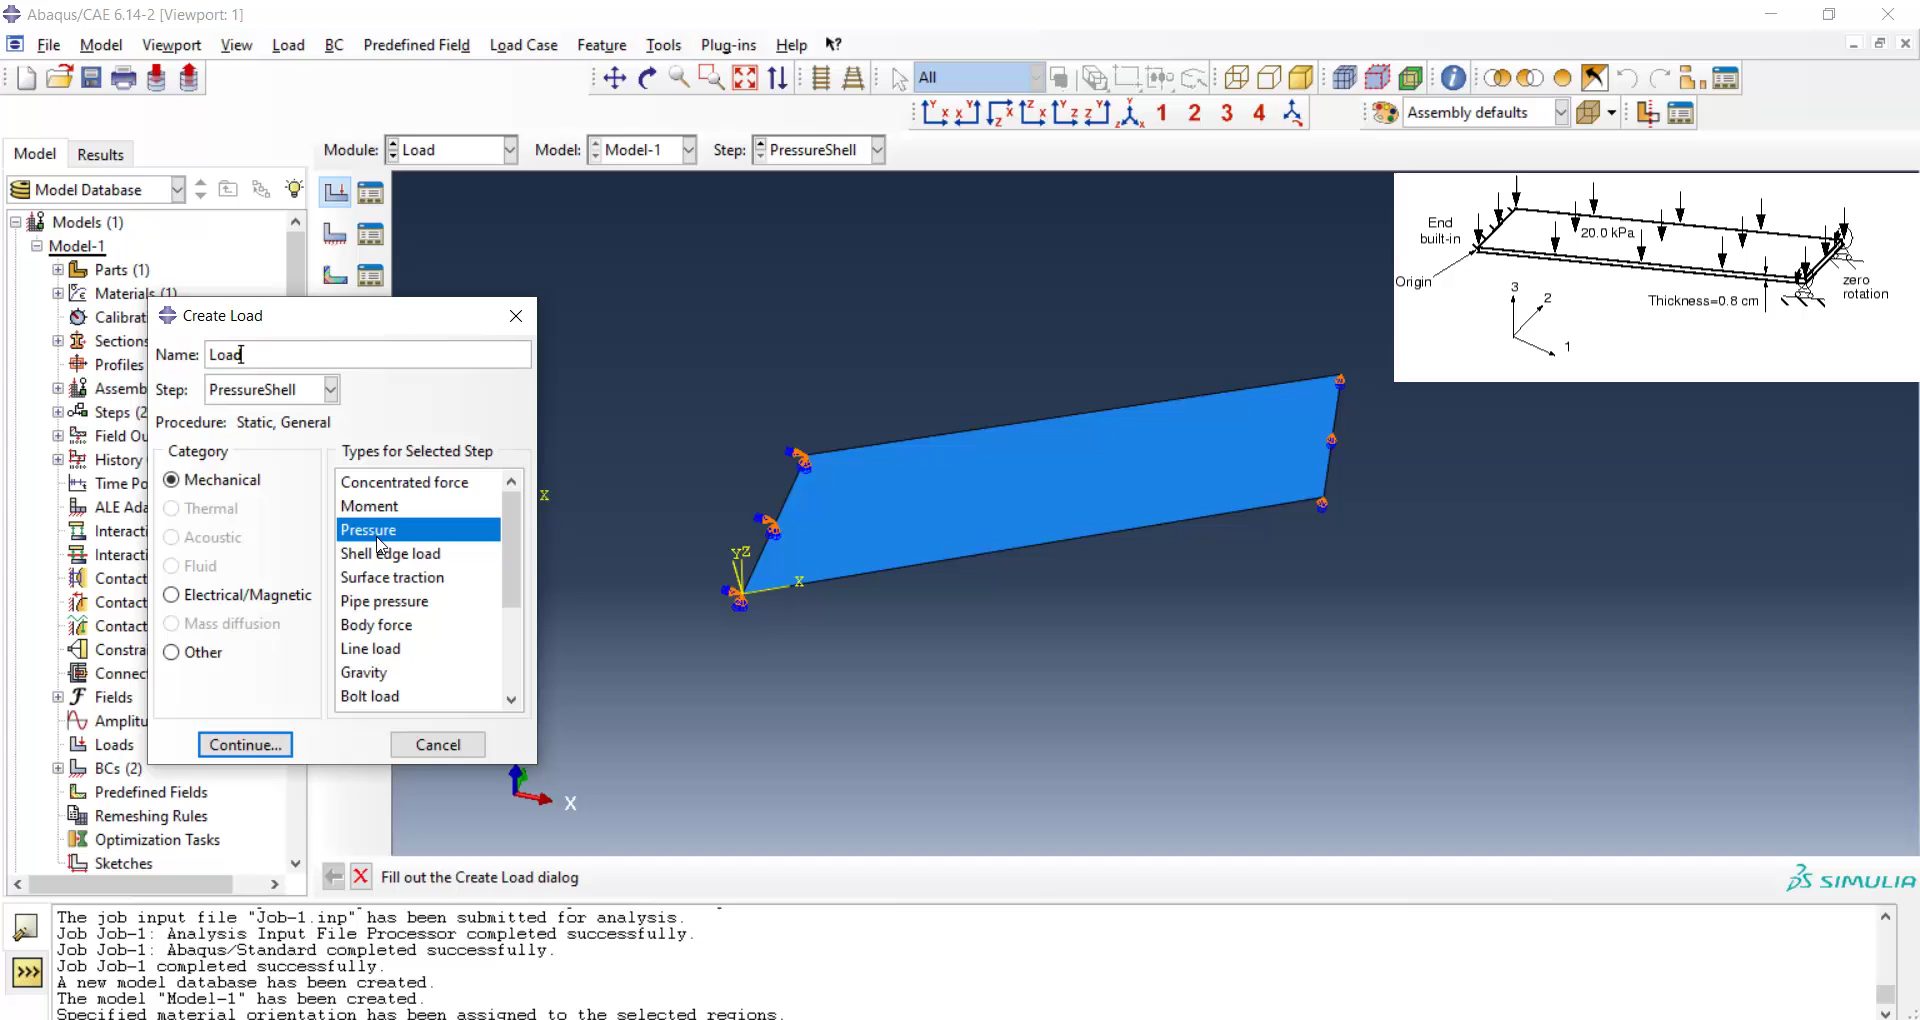 Abaqus/CAE 6.14-2 [Viewport: 1]
File Model Viewport View Load BC Predefined Field Load Case Feature Tools Plug-ins Help ?
All
1 2 3 4
Assembly defaults
Model Results
Module: Load Model: Model-1 Step: PressureShell
Model Database
Models (1)
Model-1
Parts (1)
Materials (1)
Calibrat
Sections
Profiles
Assemb
Steps (2
Field Ou
History
Time Po
ALE Ada
Interacti
Interacti
Contact
Contact
Contact
Constra
Connec
Fields
Amplitu
Loads
BCs (2)
Predefined Fields
Remeshing Rules
Optimization Tasks
Sketches
Create Load
Name: Load
Step: PressureShell
Procedure: Static, General
Category
Mechanical
Thermal
Acoustic
Fluid
Electrical/Magnetic
Mass diffusion
Other
Types for Selected Step
Concentrated force
Moment
Pressure
Shell edge load
Surface traction
Pipe pressure
Body force
Line load
Gravity
Bolt load
Continue... Cancel
X
Y Z
X
X
End
built-in
20.0 kPa
Origin
Thickness=0.8 cm
zero
rotation
3
2
1
Fill out the Create Load dialog
SIMULIA
The job input file "Job-1.inp" has been submitted for analysis.
Job Job-1: Analysis Input File Processor completed successfully.
Job Job-1: Abaqus/Standard completed successfully.
Job Job-1 completed successfully.
A new model database has been created.
The model "Model-1" has been created.
Specified material orientation has been assigned to the selected regions.
>>>